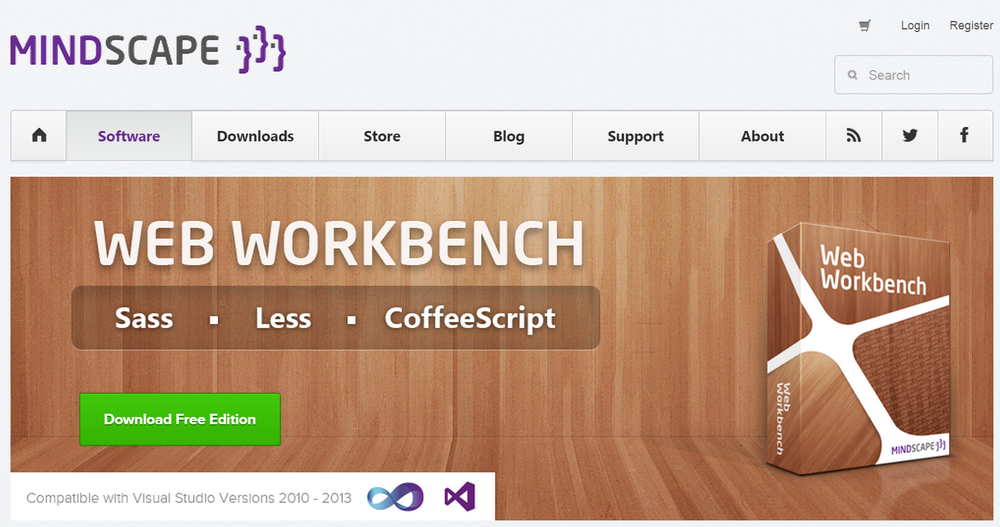 MINDSCAPE
Login Register
Search
Software Downloads Store Blog Support About
WEB WORKBENCH
Sass ▪ Less ▪ CoffeeScript
Download Free Edition
Compatible with Visual Studio Versions 2010 - 2013
Web
Workbench
Web
Workbench
MINDSCAPE